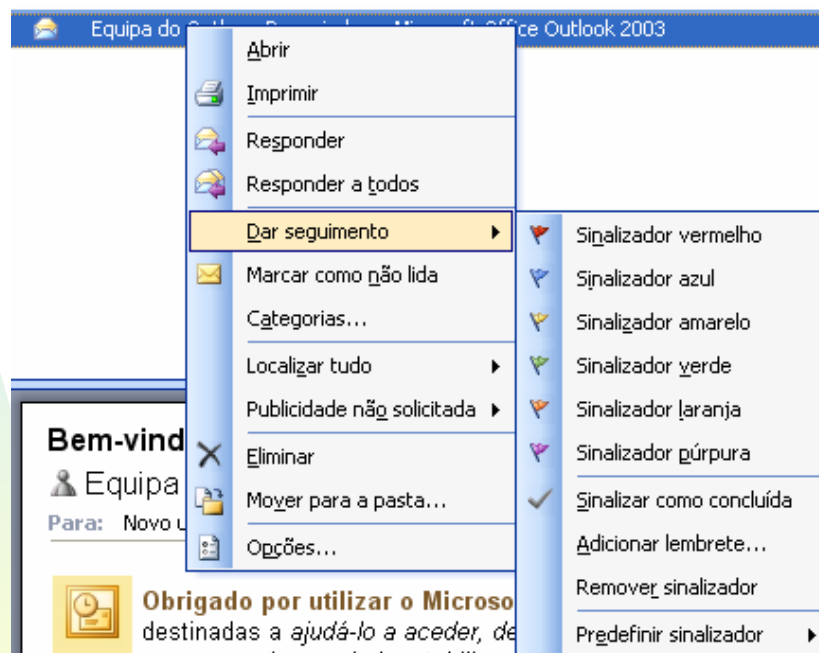 Equipa do
ce Outlook 2003
Abrir
Imprimir
Responder
Responder a todos
Dar seguimento
Marcar como não lida
Categorias...
Localizar tudo
Publicidade não solicitada
Eliminar
Mover para a pasta...
Opções...
Sinalizador vermelho
Sinalizador azul
Sinalizador amarelo
Sinalizador verde
Sinalizador laranja
Sinalizador púrpura
Sinalizar como concluída
Adicionar lembrete...
Remover sinalizador
Predefinir sinalizador
Bem-vind
Equipa
Para: Novo u
Obrigado por utilizar o Microso
destinadas a ajudá-lo a aceder, de